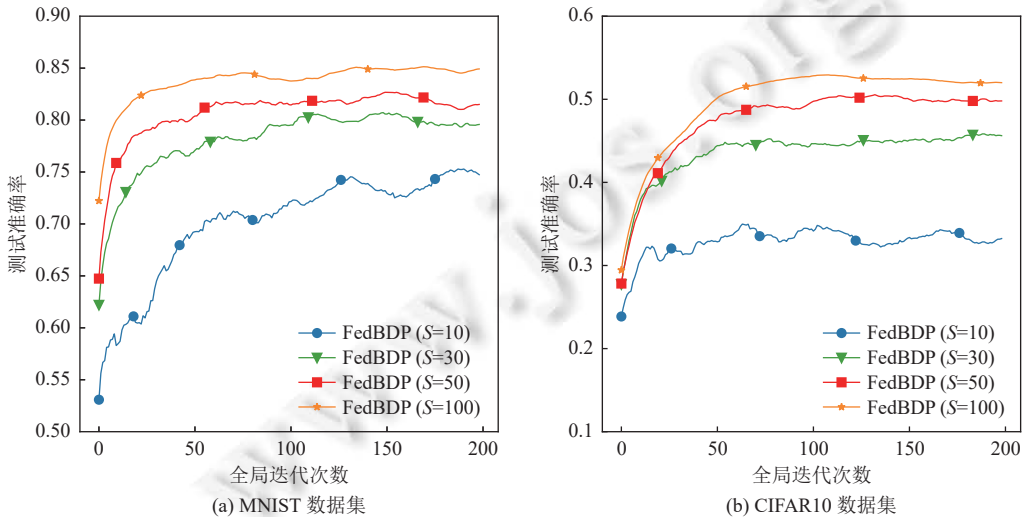 0.90
0.85
0.80
0.75
0.70
0.65
0.60
0.55
0.50
测试准确率
FedBDP (S=10)
FedBDP (S=30)
FedBDP (S=50)
FedBDP (S=100)
0 50 100 150 200
全局迭代次数
(a) MNIST 数据集
0.6
0.5
0.4
0.3
0.2
0.1
测试准确率
FedBDP (S=10)
FedBDP (S=30)
FedBDP (S=50)
FedBDP (S=100)
0 50 100 150 200
全局迭代次数
(b) CIFAR10 数据集
www.jos.org